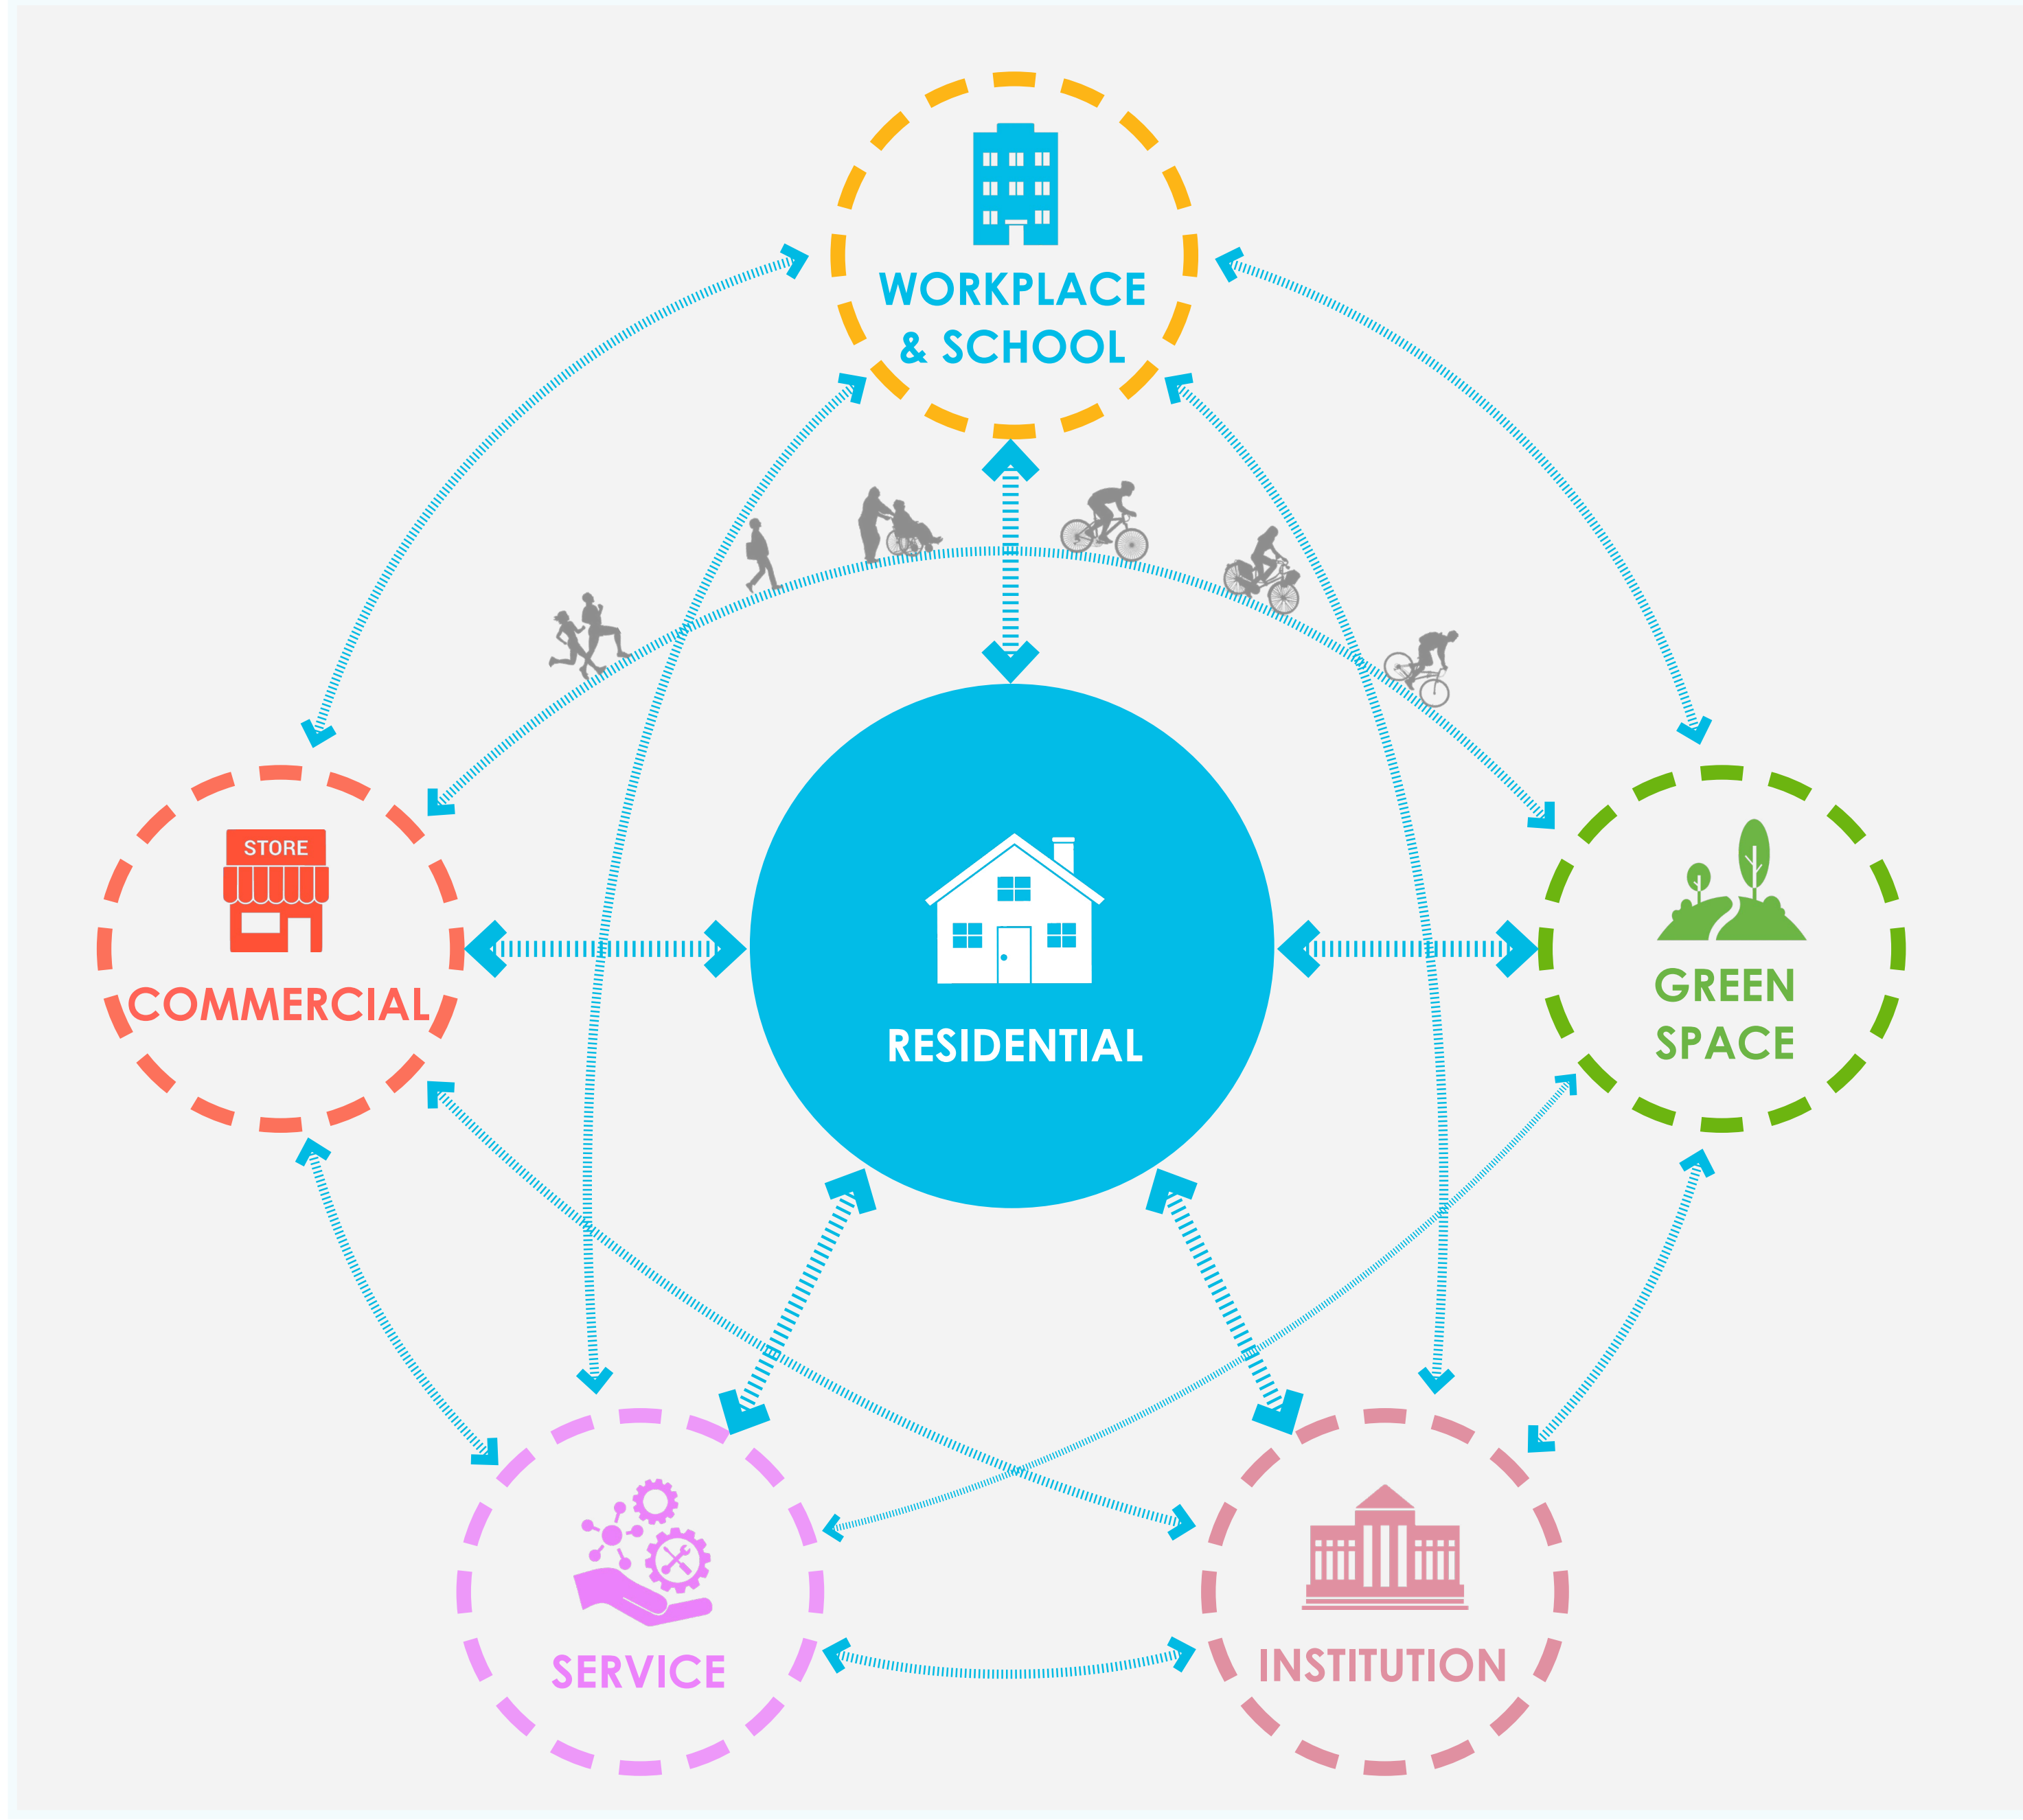 WORKPLACE
& SCHOOL
STORE
COMMERCIAL
RESIDENTIAL
GREEN
SPACE
SERVICE
INSTITUTION